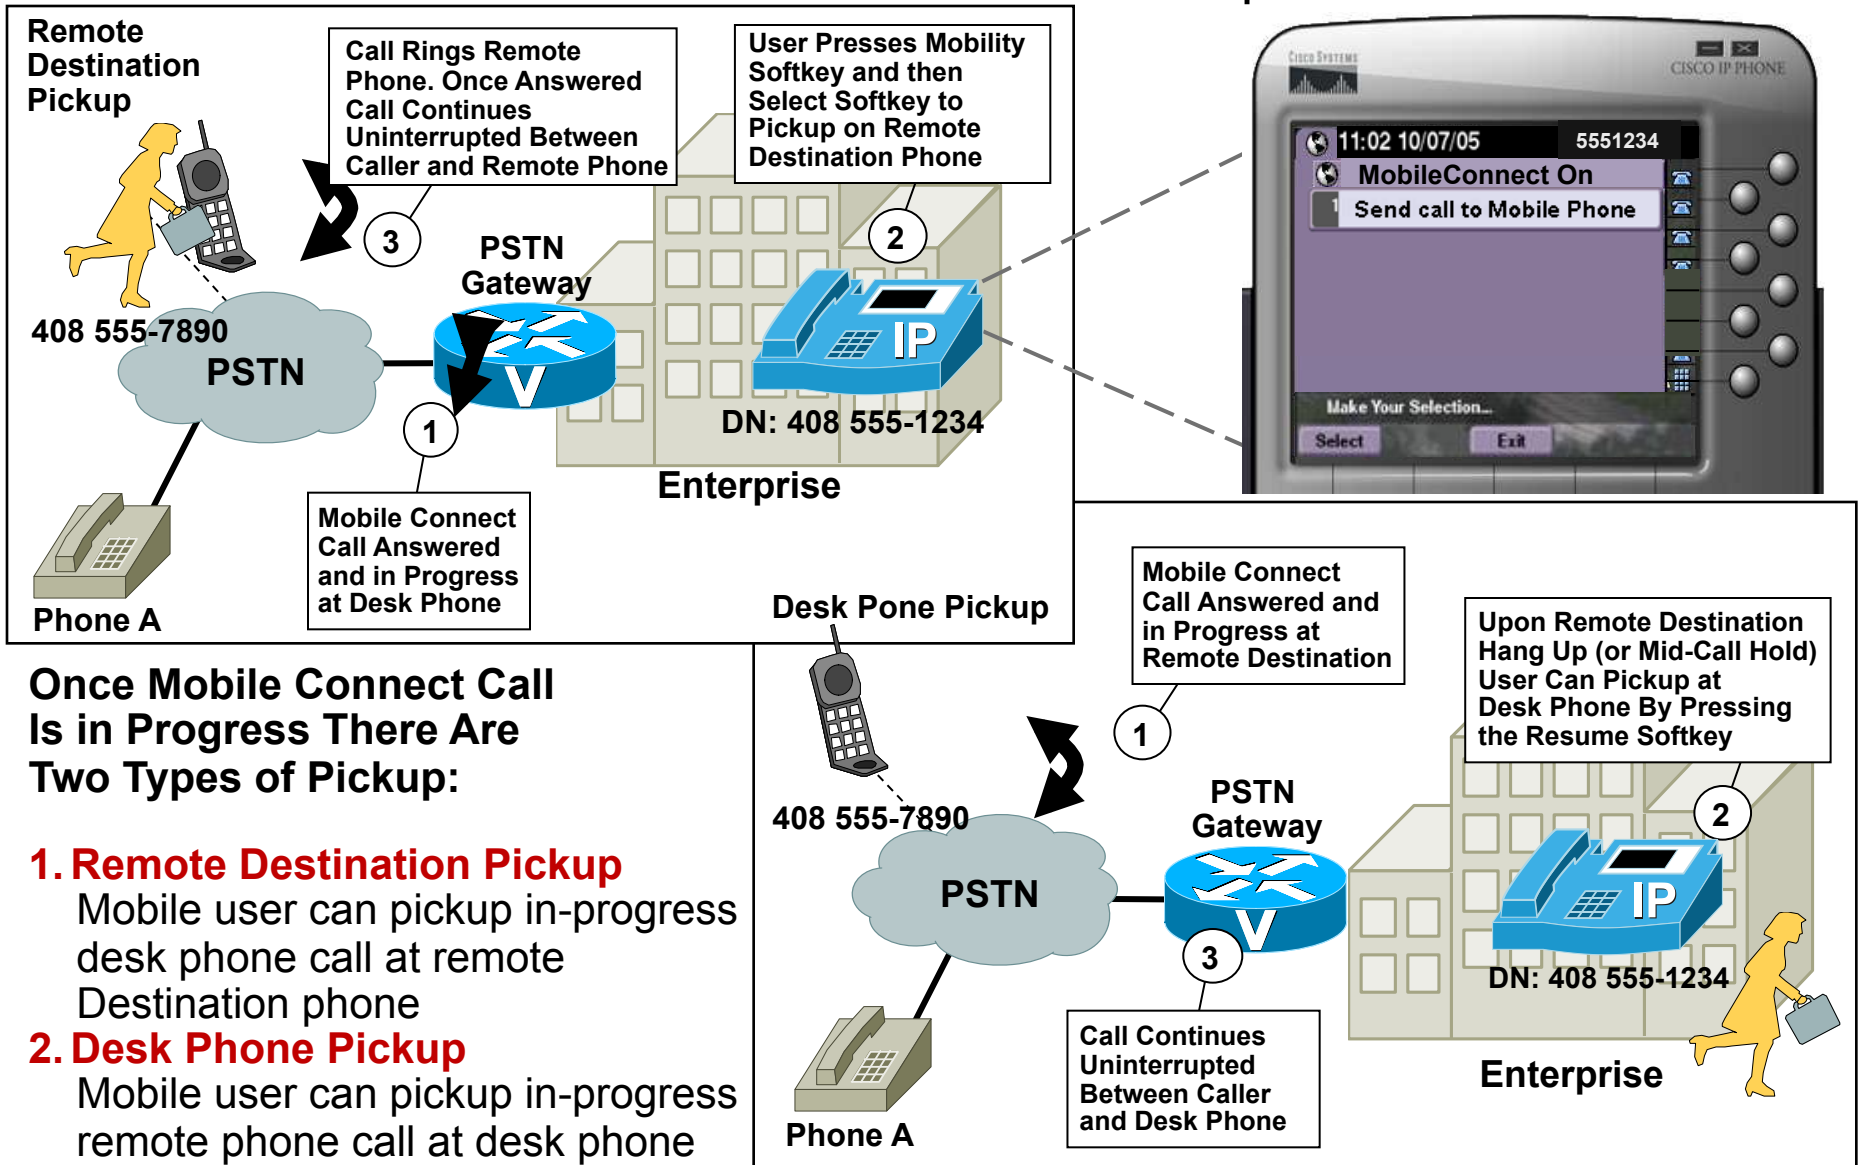 Remote
Destination
Pickup
Call Rings Remote
Phone. Once Answered
Call Continues
Uninterrupted Between
Caller and Remote Phone
User Presses Mobility
Softkey and then
Select Softkey to
Pickup on Remote
Destination Phone
3
2
PSTN
Gateway
408 555-7890
PSTN
V
IP
1
DN: 408 555-1234
Enterprise
Mobile Connect
Call Answered
and in Progress
at Desk Phone
Phone A
CISCO SYSTEMS
CISCO IP PHONE
11:02 10/07/05
5551234
MobileConnect On
1
Send call to Mobile Phone
Make Your Selection...
Select
Exit
Once Mobile Connect Call
Is in Progress There Are
Two Types of Pickup:
1. Remote Destination Pickup
Mobile user can pickup in-progress
desk phone call at remote
Destination phone
2. Desk Phone Pickup
Mobile user can pickup in-progress
remote phone call at desk phone
Desk Pone Pickup
Mobile Connect
Call Answered and
in Progress at
Remote Destination
Upon Remote Destination
Hang Up (or Mid-Call Hold)
User Can Pickup at
Desk Phone By Pressing
the Resume Softkey
1
2
408 555-7890
PSTN
Gateway
PSTN
V
IP
3
DN: 408 555-1234
Call Continues
Uninterrupted
Between Caller
and Desk Phone
Enterprise
Phone A